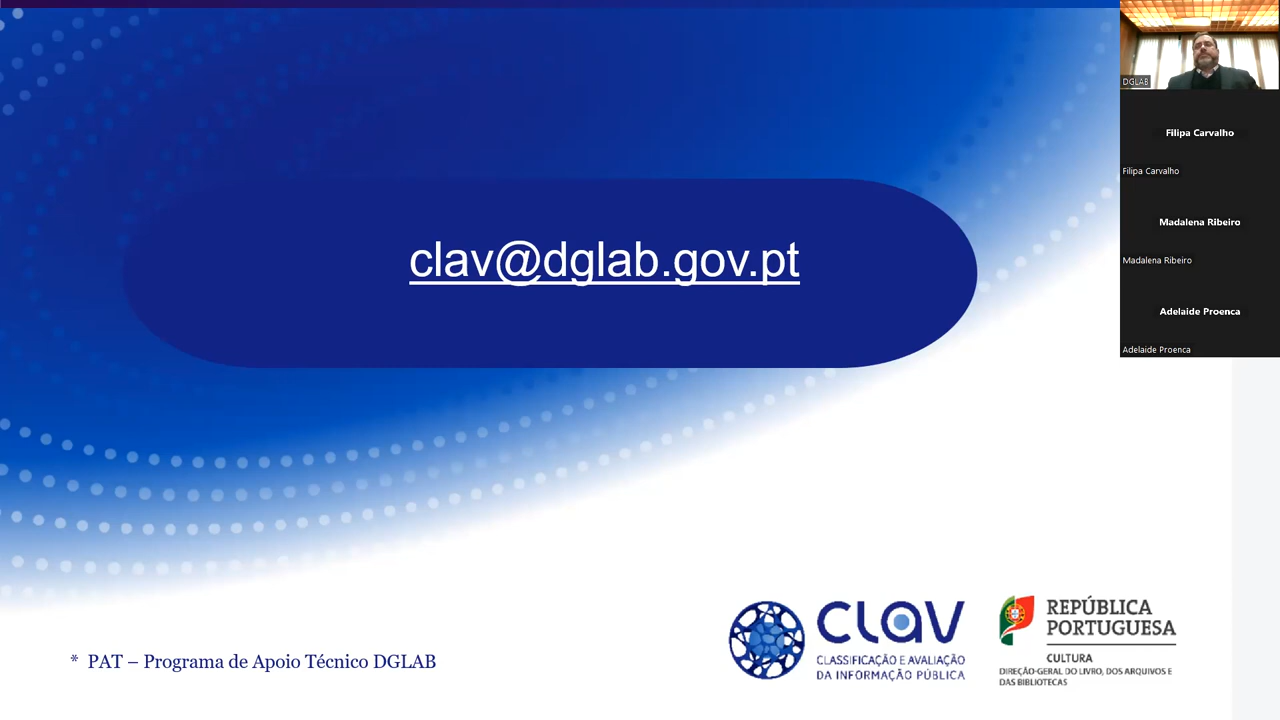 clav@dglab.gov.pt
* PAT – Programa de Apoio Técnico DGLAB
CLAV
CLASSIFICAÇÃO E AVALIAÇÃO
DA INFORMAÇÃO PÚBLICA
REPÚBLICA
PORTUGUESA
CULTURA
DIREÇÃO-GERAL DO LIVRO, DOS ARQUIVOS E
DAS BIBLIOTECAS
DGLAB
Filipa Carvalho
Filipa Carvalho
Madalena Ribeiro
Madalena Ribeiro
Adelaide Proenca
Adelaide Proenca